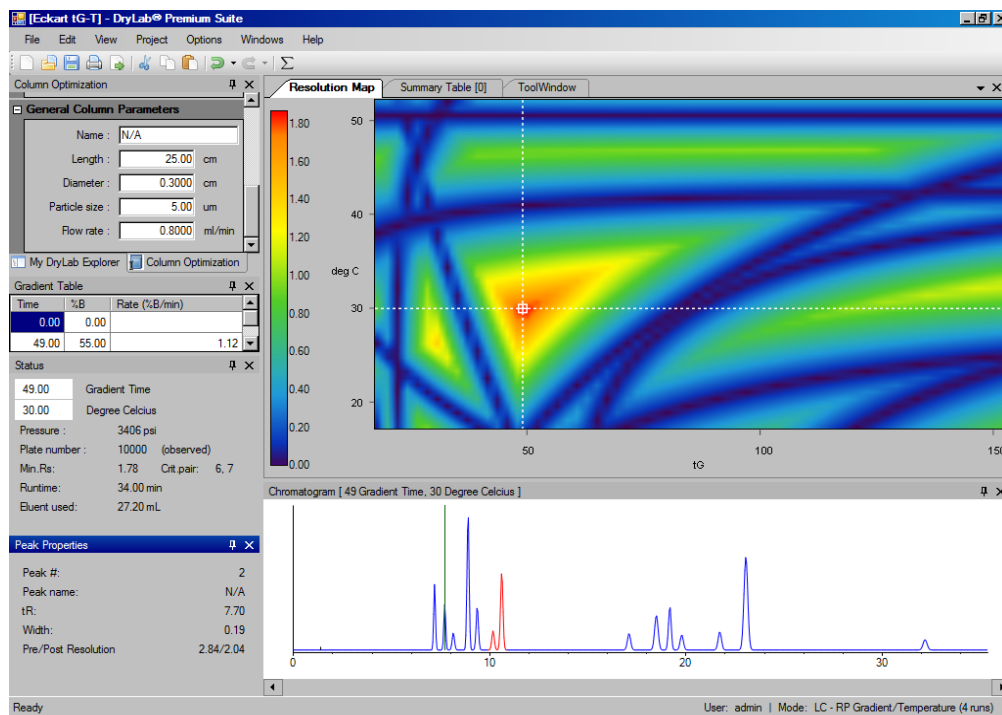 [Eckart tG-T] - DryLab® Premium Suite
File Edit View Project Options Windows Help
Column Optimization
General Column Parameters
Name : N/A
Length : 25.00 cm
Diameter : 0.3000 cm
Particle size : 5.00 um
Flow rate : 0.8000 ml/min
My DryLab Explorer Column Optimization
Gradient Table
Time %B Rate (%B/min)
0.00 0.00
49.00 55.00 1.12
Status
49.00 Gradient Time
30.00 Degree Celcius
Pressure : 3406 psi
Plate number : 10000 (observed)
Min.Rs: 1.78 Crit.pair: 6, 7
Runtime: 34.00 min
Eluent used: 27.20 mL
Peak Properties
Peak #: 2
Peak name: N/A
tR: 7.70
Width: 0.19
Pre/Post Resolution 2.84/2.04
Resolution Map Summary Table [0] ToolWindow
1.80
1.60
1.40
1.20
1.00
0.80
0.60
0.40
0.20
0.00
50
40
deg C
30
20
50 100 150
tG
Chromatogram [ 49 Gradient Time, 30 Degree Celcius ]
0 10 20 30
Ready User: admin | Mode: LC - RP Gradient/Temperature (4 runs)